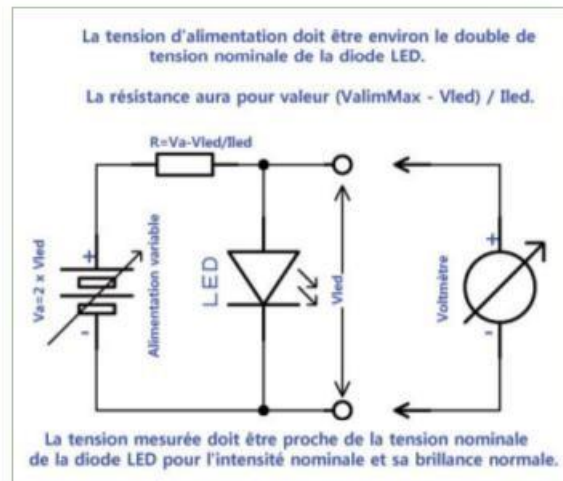 La tension d'alimentation doit être environ le double de
tension nominale de la diode LED.
La résistance aura pour valeur (ValimMax - Vled) / Iled.
R=Va-Vled/Iled
+
Va=2 x Vled
-
Alimentation variable
LED
Vled
+
Voltmètre
-
La tension mesurée doit être proche de la tension nominale
de la diode LED pour l'intensité nominale et sa brillance normale.